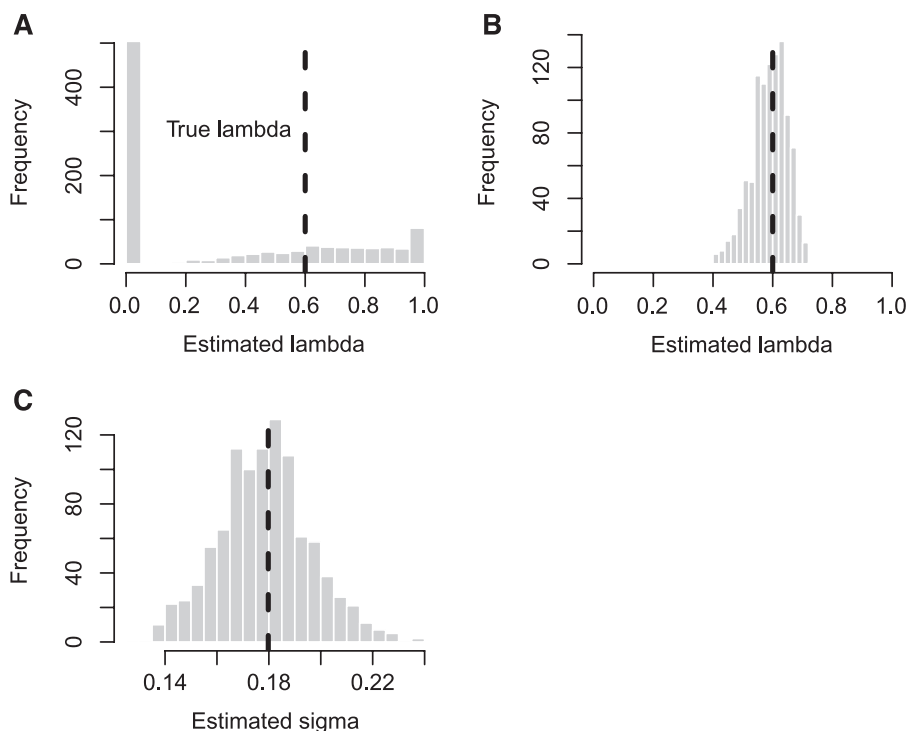 A
Frequency
0
200
400
True lambda
0.0 0.2 0.4 0.6 0.8 1.0
Estimated lambda
B
Frequency
0
40
80
120
0.0 0.2 0.4 0.6 0.8 1.0
Estimated lambda
C
Frequency
0
40
80
120
0.14 0.18 0.22
Estimated sigma